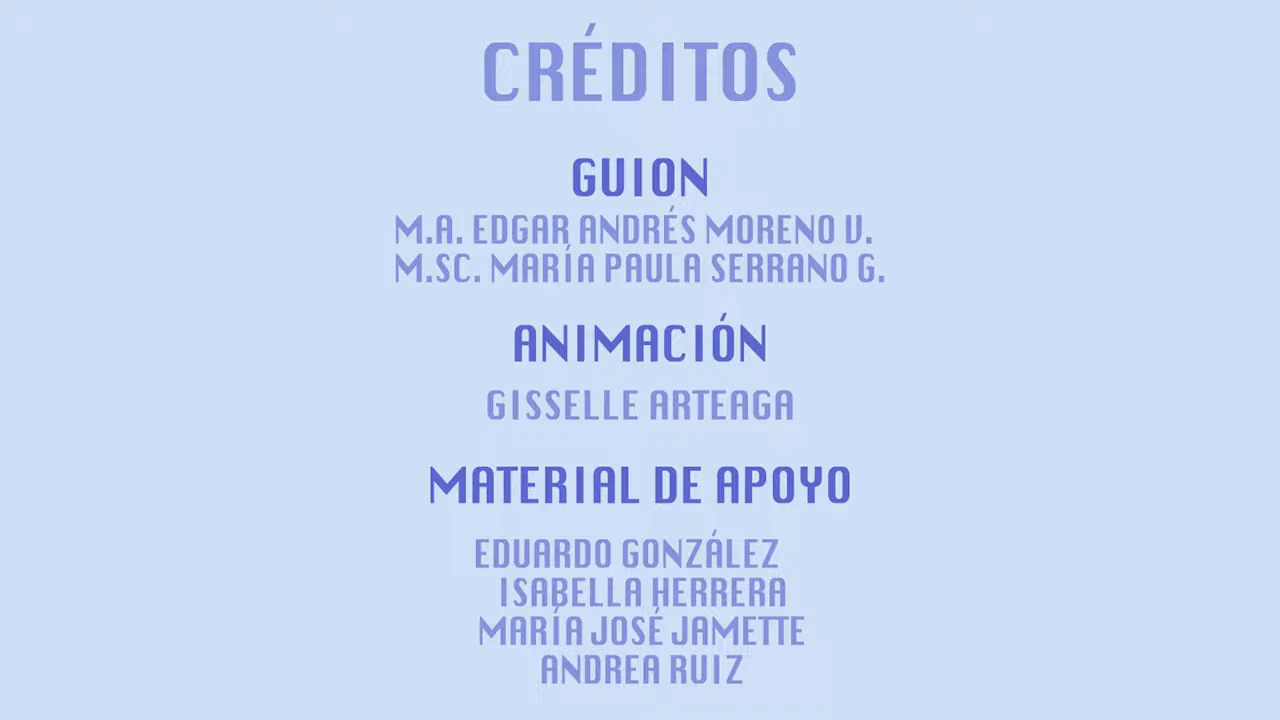 CRÉDITOS
GUION
M.A. EDGAR ANDRÉS MORENO V.
M.SC. MARÍA PAULA SERRANO G.
ANIMACIÓN
GISSELLE ARTEAGA
MATERIAL DE APOYO
EDUARDO GONZÁLEZ
ISABELLA HERRERA
MARÍA JOSÉ JAMETTE
ANDREA RUIZ